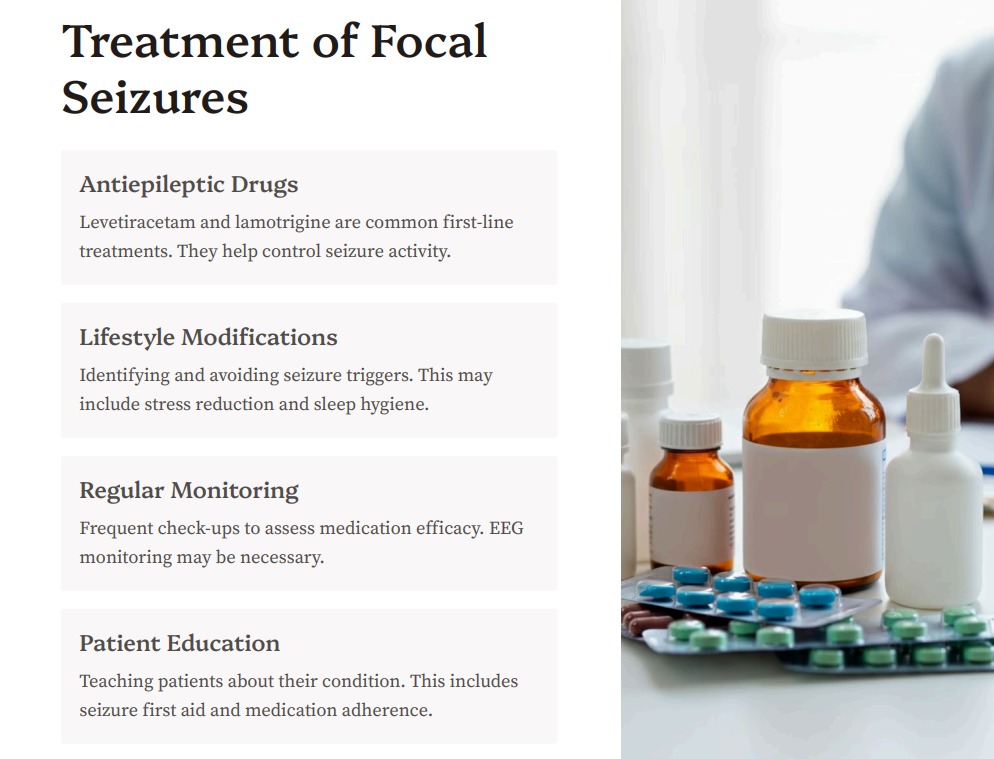 Treatment of Focal
Seizures
Antiepileptic Drugs
Levetiracetam and lamotrigine are common first-line
treatments. They help control seizure activity.
Lifestyle Modifications
Identifying and avoiding seizure triggers. This may
include stress reduction and sleep hygiene.
Regular Monitoring
Frequent check-ups to assess medication efficacy. EEG
monitoring may be necessary.
Patient Education
Teaching patients about their condition. This includes
seizure first aid and medication adherence.